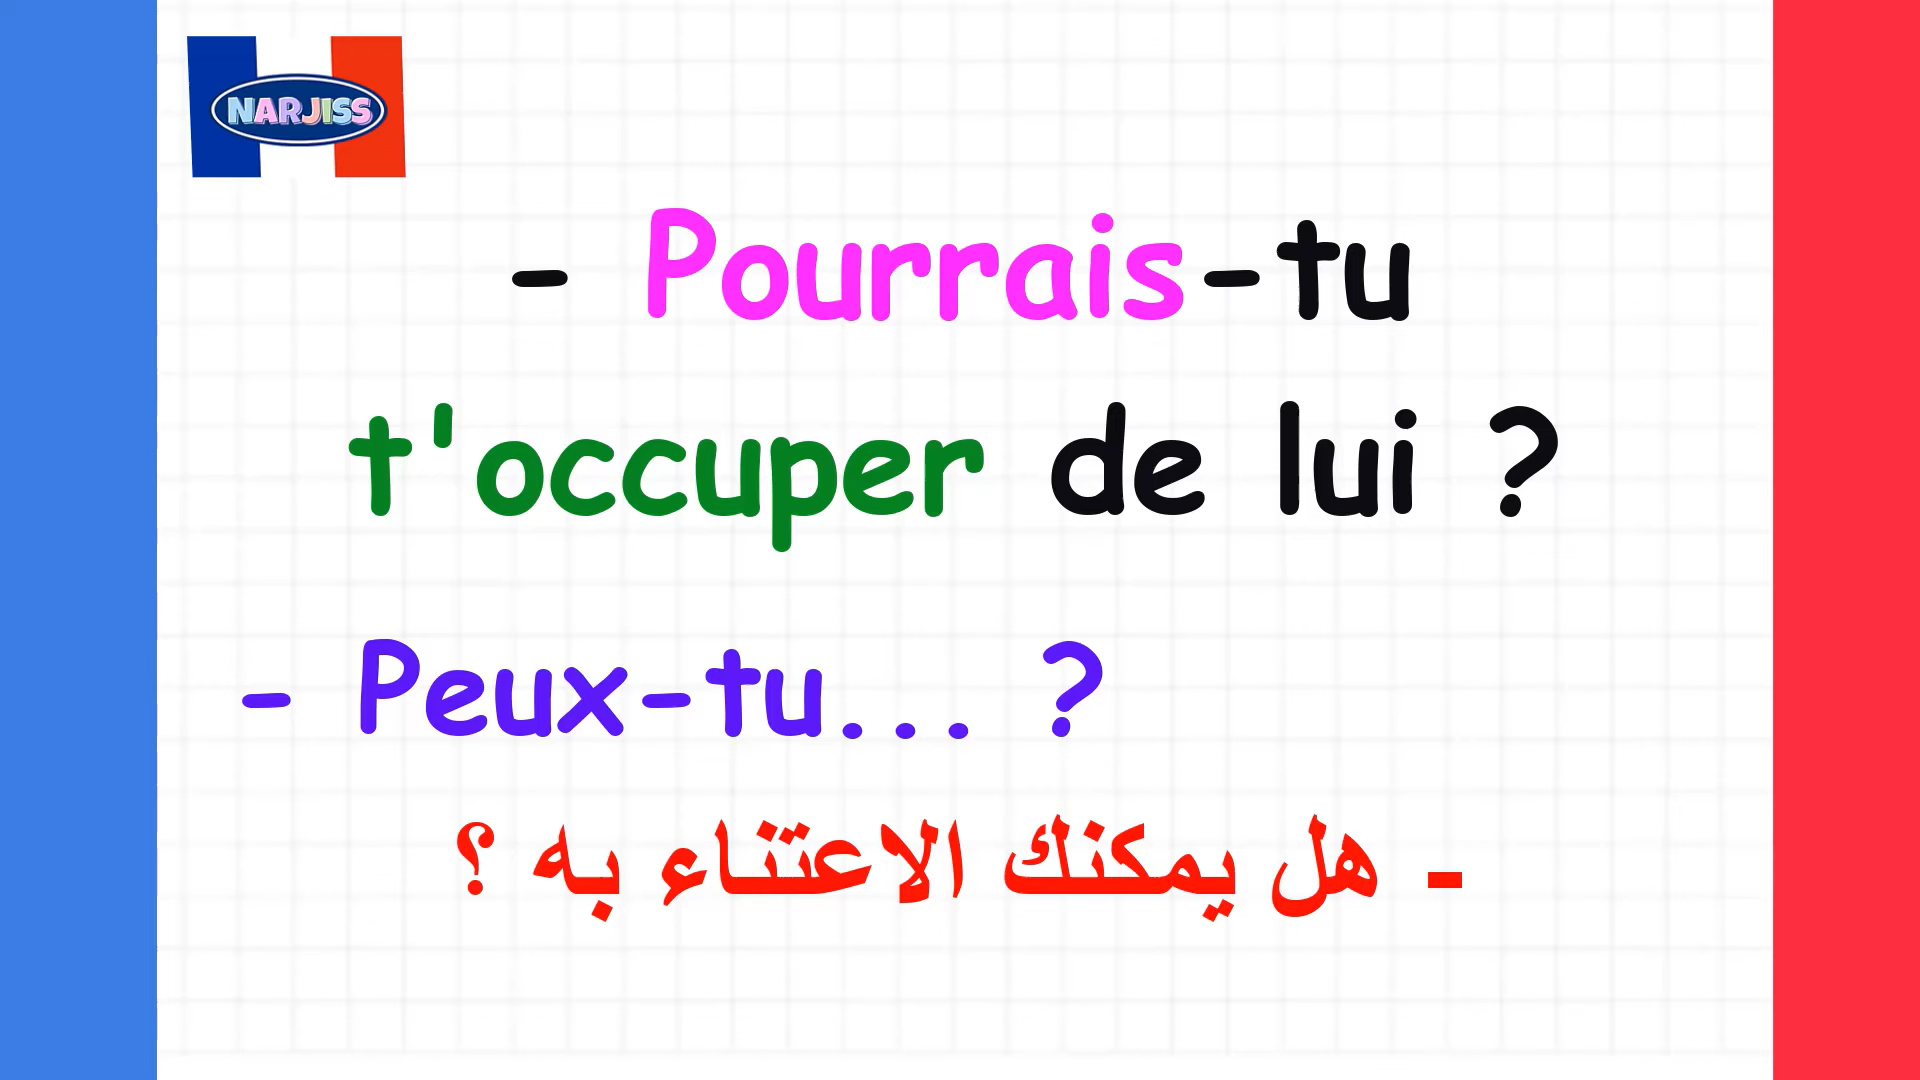 NARJISS
- Pourrais-tu
t'occuper de lui ?
- Peux-tu... ?
- هل يمكنك الاعتناء به ؟